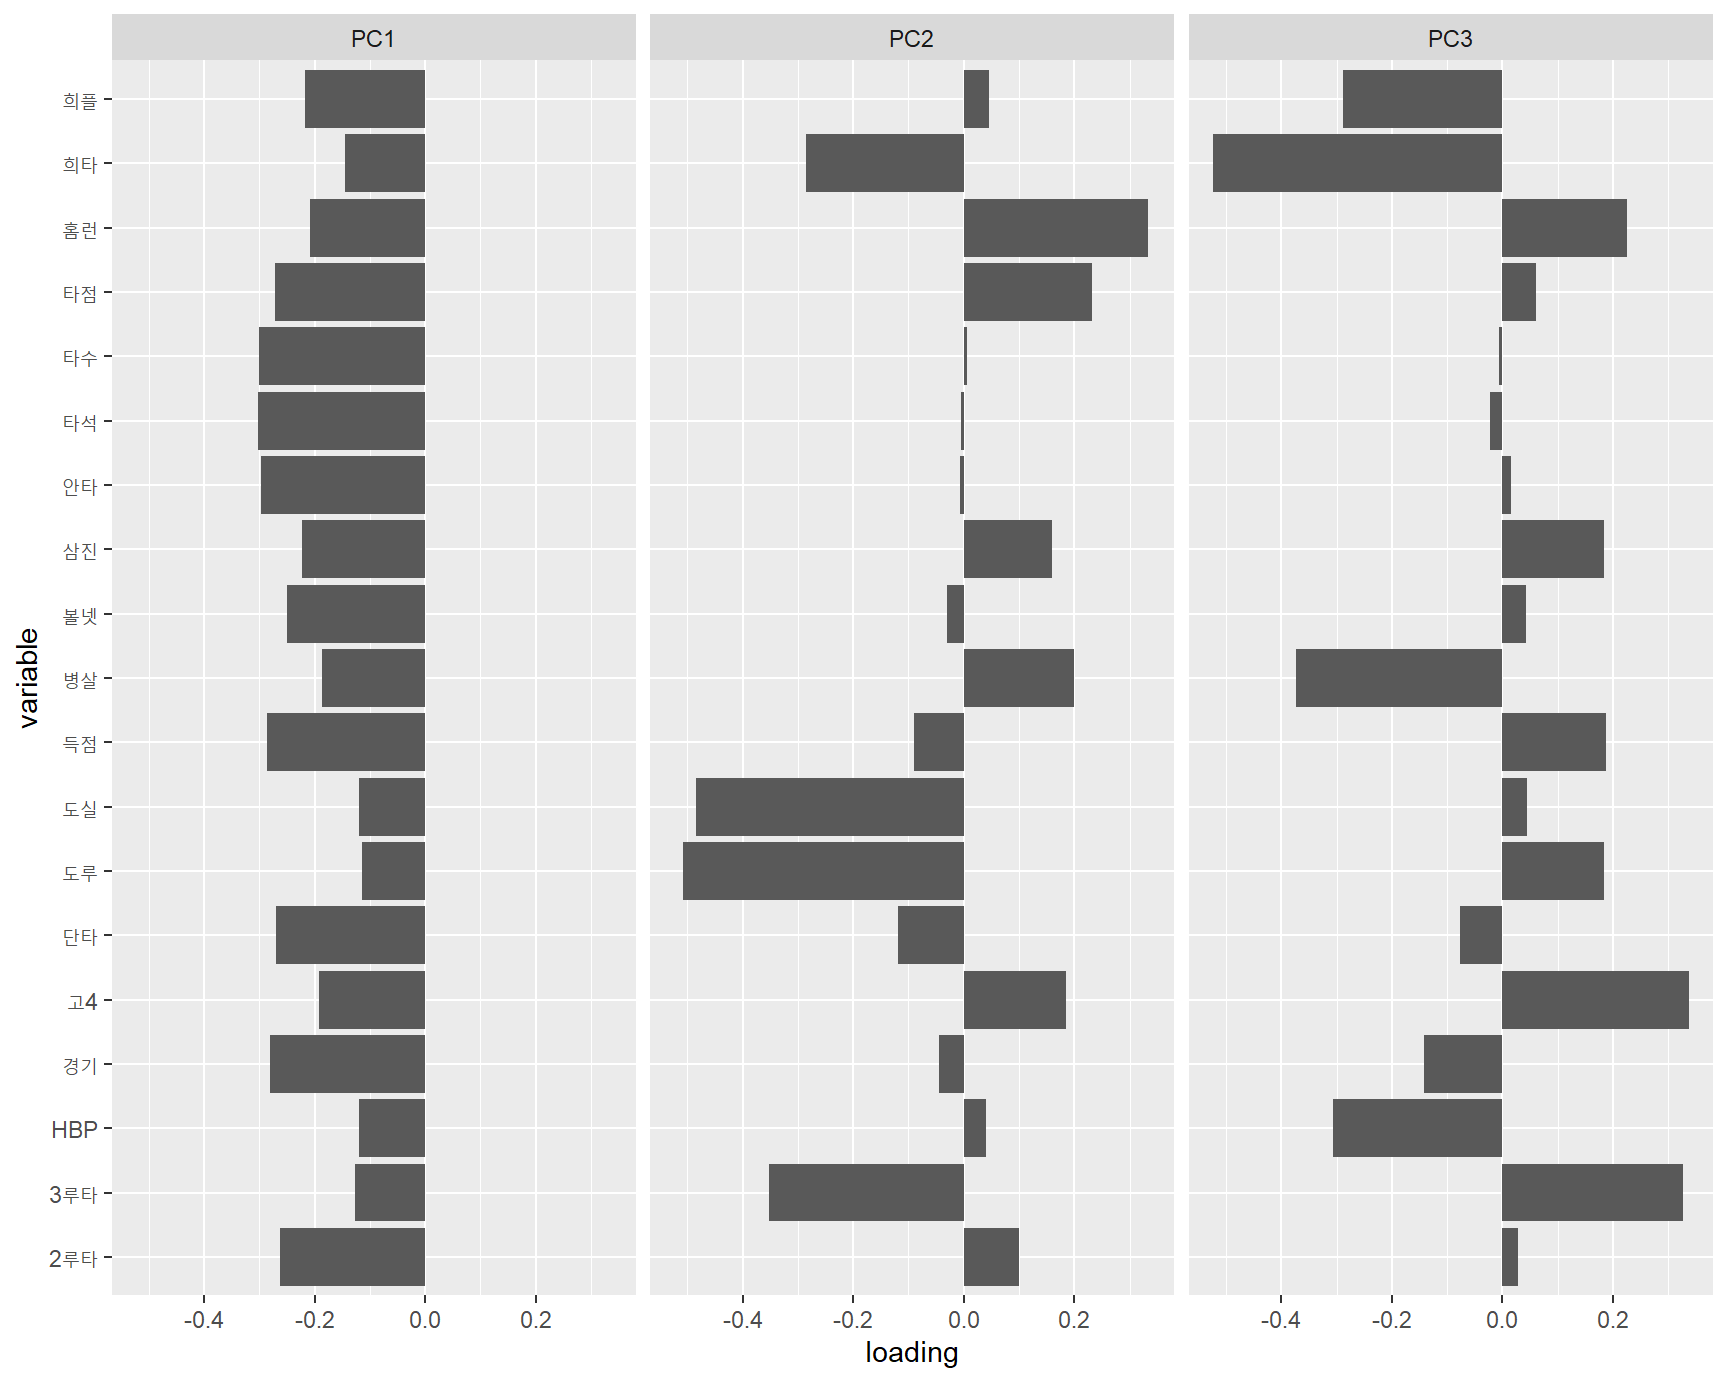 PC1 PC2 PC3
희플
희타
홈런
타점
타수
타석
안타
삼진
볼넷
병살
득점
도실
도루
단타
고4
경기
HBP
3루타
2루타
variable
-0.4 -0.2 0.0 0.2 -0.4 -0.2 0.0 0.2 -0.4 -0.2 0.0 0.2
loading